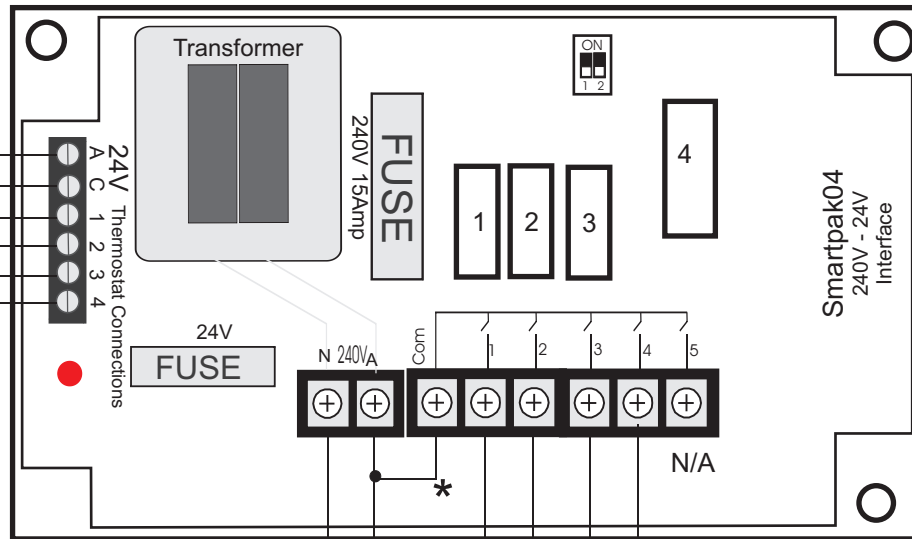 Transformer
ON
1 2
240V 15Amp
FUSE
1
2
3
4
Smartpak04
240V - 24V
Interface
24V
Thermostat Connections
A
C
1
2
3
4
24V
FUSE
N 240V A
Com
1
2
3
4
5
*
N/A